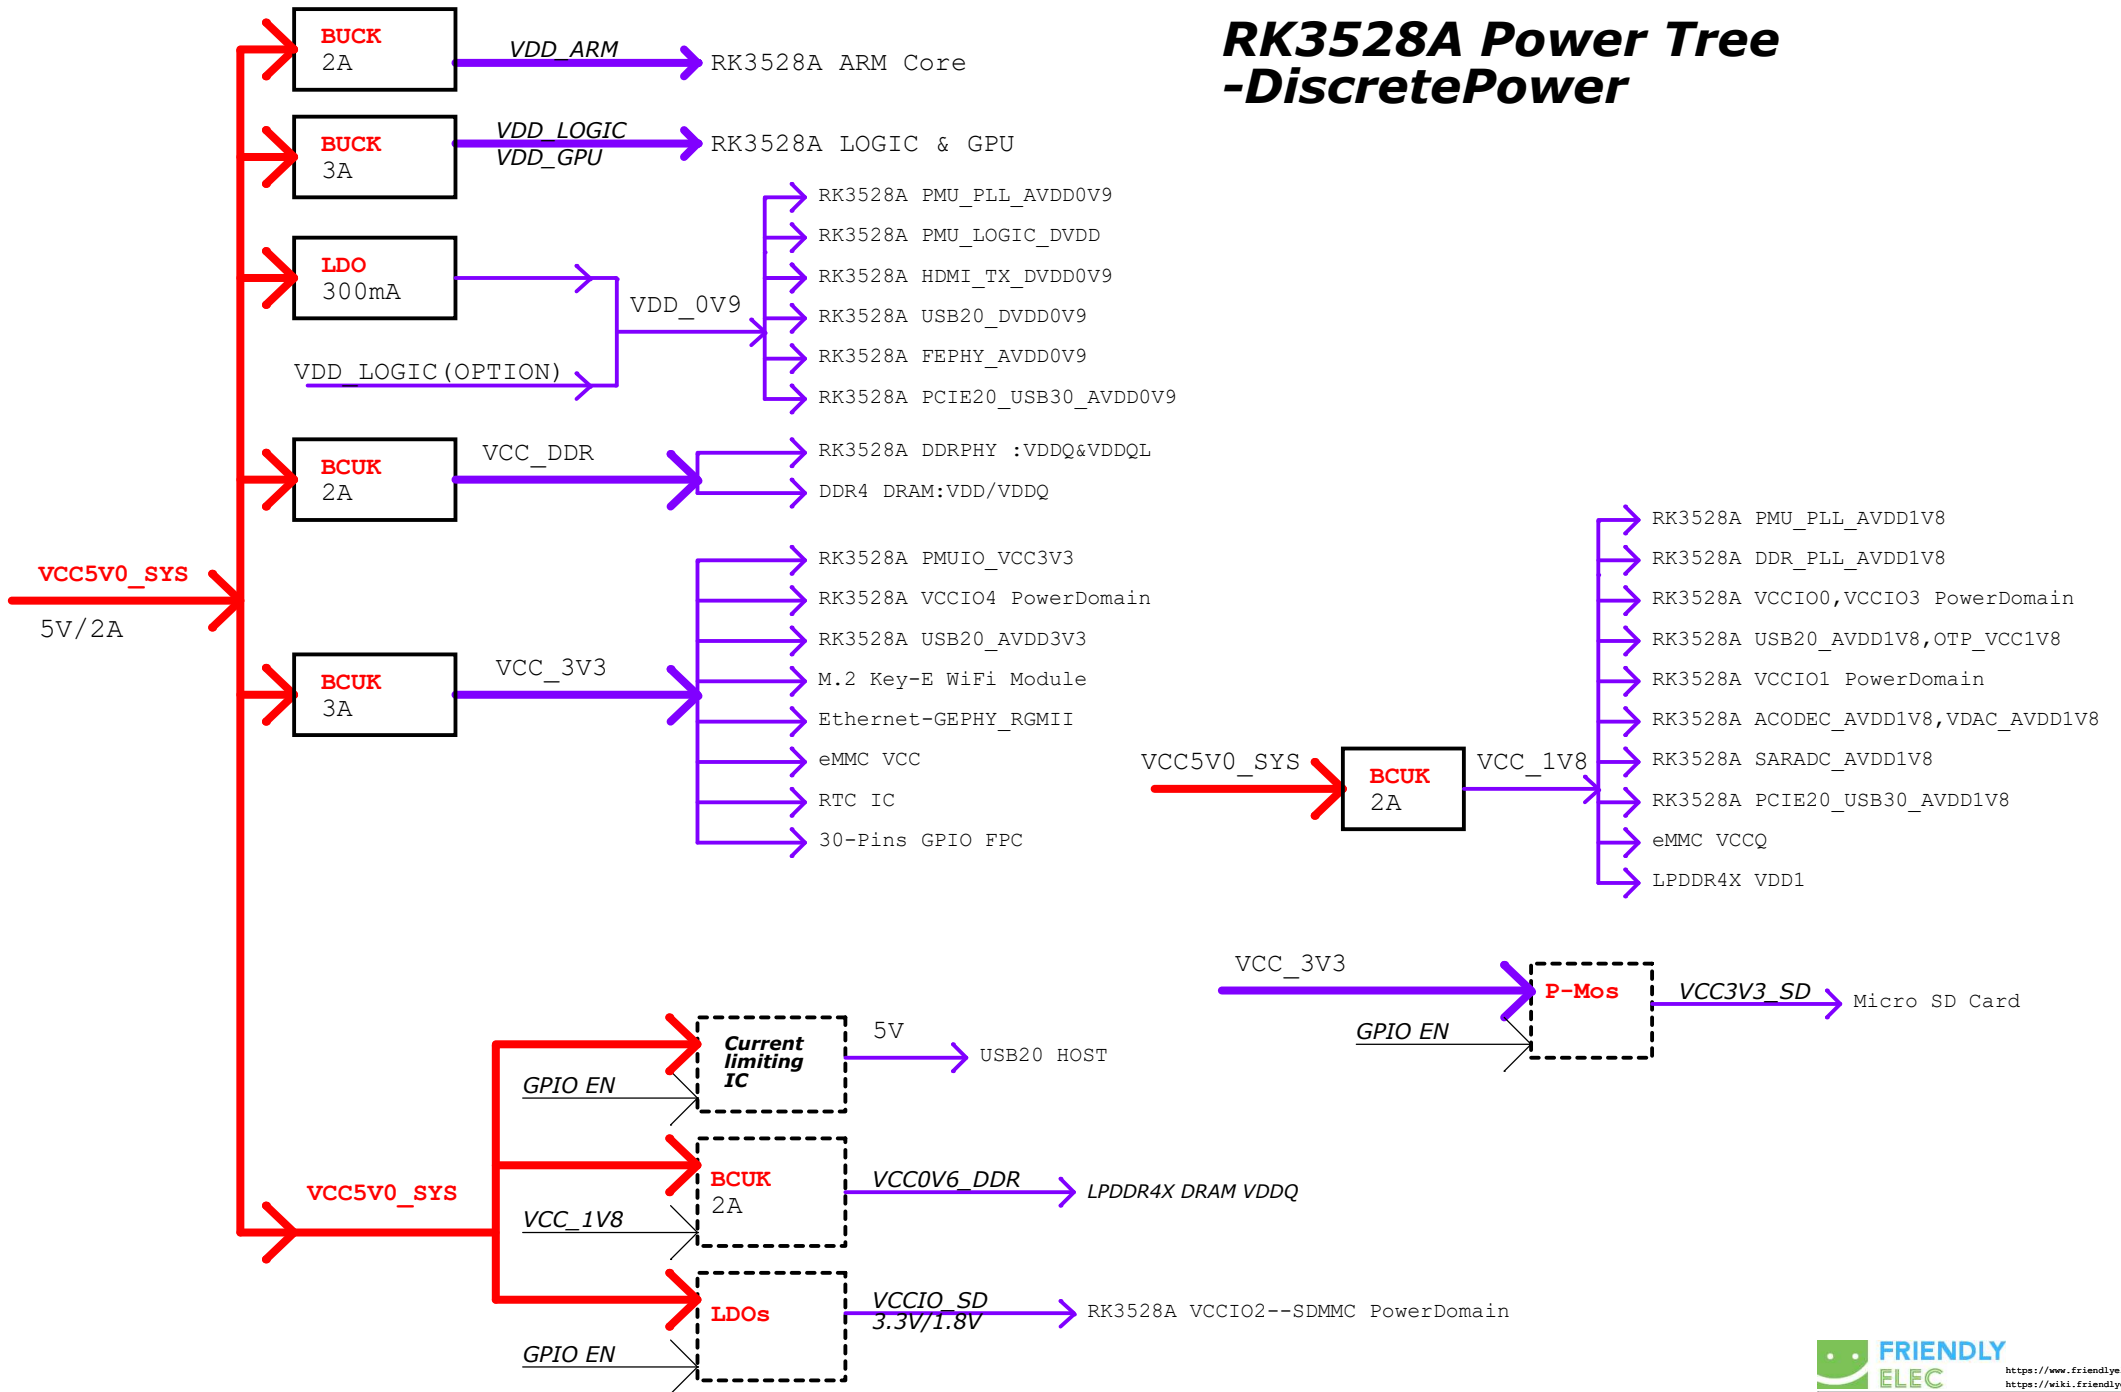 RK3528A Power Tree
-DiscretePower
BUCK
2A
VDD_ARM
RK3528A ARM Core
BUCK
3A
VDD_LOGIC
VDD_GPU
RK3528A LOGIC & GPU
LDO
300mA
VDD_LOGIC(OPTION)
VDD_0V9
RK3528A PMU_PLL_AVDD0V9
RK3528A PMU_LOGIC_DVDD
RK3528A HDMI_TX_DVDD0V9
RK3528A USB20_DVDD0V9
RK3528A FEPHY_AVDD0V9
RK3528A PCIE20_USB30_AVDD0V9
BCUK
2A
VCC_DDR
RK3528A DDRPHY :VDDQ&VDDQL
DDR4 DRAM:VDD/VDDQ
VCC5V0_SYS
5V/2A
BCUK
3A
VCC_3V3
RK3528A PMUIO_VCC3V3
RK3528A VCCIO4 PowerDomain
RK3528A USB20_AVDD3V3
M.2 Key-E WiFi Module
Ethernet-GEPHY_RGMII
eMMC VCC
RTC IC
30-Pins GPIO FPC
VCC5V0_SYS
BCUK
2A
VCC_1V8
RK3528A PMU_PLL_AVDD1V8
RK3528A DDR_PLL_AVDD1V8
RK3528A VCCIO0,VCCIO3 PowerDomain
RK3528A USB20_AVDD1V8,OTP_VCC1V8
RK3528A VCCIO1 PowerDomain
RK3528A ACODEC_AVDD1V8,VDAC_AVDD1V8
RK3528A SARADC_AVDD1V8
RK3528A PCIE20_USB30_AVDD1V8
eMMC VCCQ
LPDDR4X VDD1
VCC_3V3
GPIO EN
P-Mos
VCC3V3_SD
Micro SD Card
VCC5V0_SYS
GPIO EN
Current
limiting
IC
5V
USB20 HOST
VCC_1V8
BCUK
2A
VCC0V6_DDR
LPDDR4X DRAM VDDQ
GPIO EN
LDOs
VCCIO_SD
3.3V/1.8V
RK3528A VCCIO2--SDMMC PowerDomain
FRIENDLY
ELEC
https://www.friendlye
https://wiki.friendly